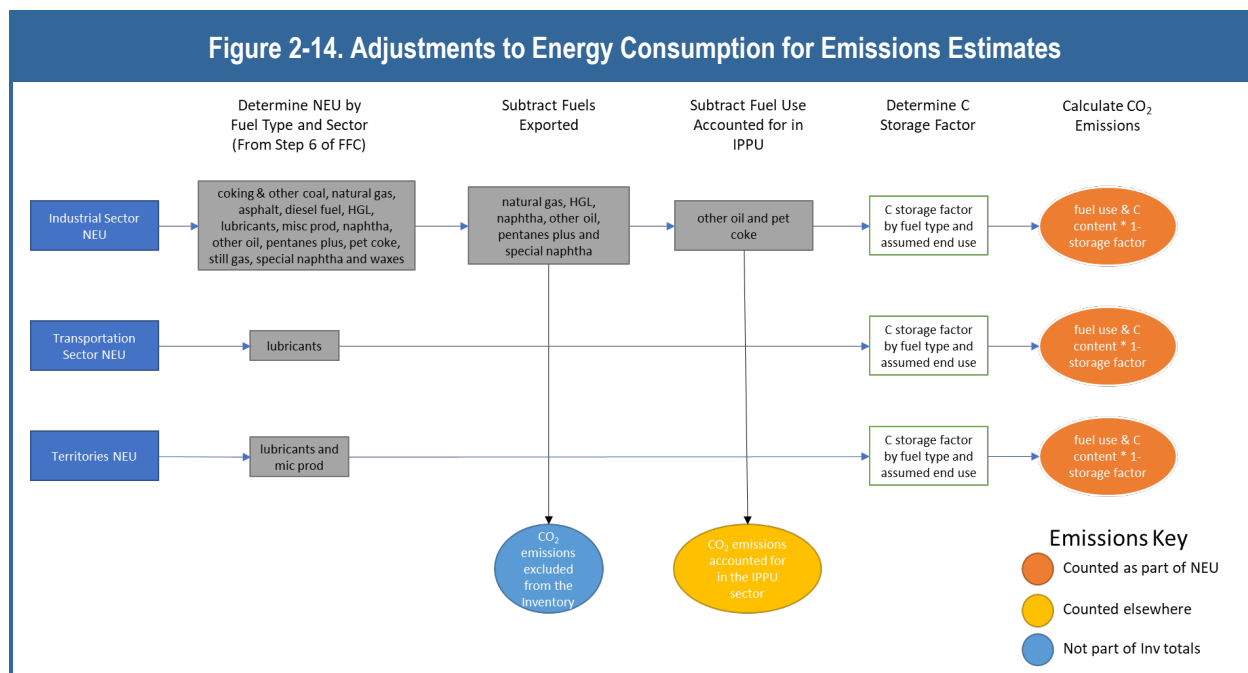 Figure 2-14. Adjustments to Energy Consumption for Emissions Estimates
Determine NEU by
Fuel Type and Sector
(From Step 6 of FFC)
Subtract Fuels
Exported
Subtract Fuel Use
Accounted for in
IPPU
Determine C
Storage Factor
Calculate CO₂
Emissions
Industrial Sector
NEU
coking & other coal, natural gas,
asphalt, diesel fuel, HGL,
lubricants, misc prod, naphtha,
other oil, pentanes plus, pet coke,
still gas, special naphtha and waxes
natural gas, HGL,
naphtha, other oil,
pentanes plus and
special naphtha
other oil and pet
coke
C storage factor
by fuel type and
assumed end use
fuel use & C
content * 1-
storage factor
Transportation
Sector NEU
lubricants
C storage factor
by fuel type and
assumed end use
fuel use & C
content * 1-
storage factor
Territories NEU
lubricants and
mic prod
C storage factor
by fuel type and
assumed end use
fuel use & C
content * 1-
storage factor
CO₂
emissions
excluded
from the
Inventory
CO₂ emissions
accounted for
in the IPPU
sector
Emissions Key
Counted as part of NEU
Counted elsewhere
Not part of Inv totals